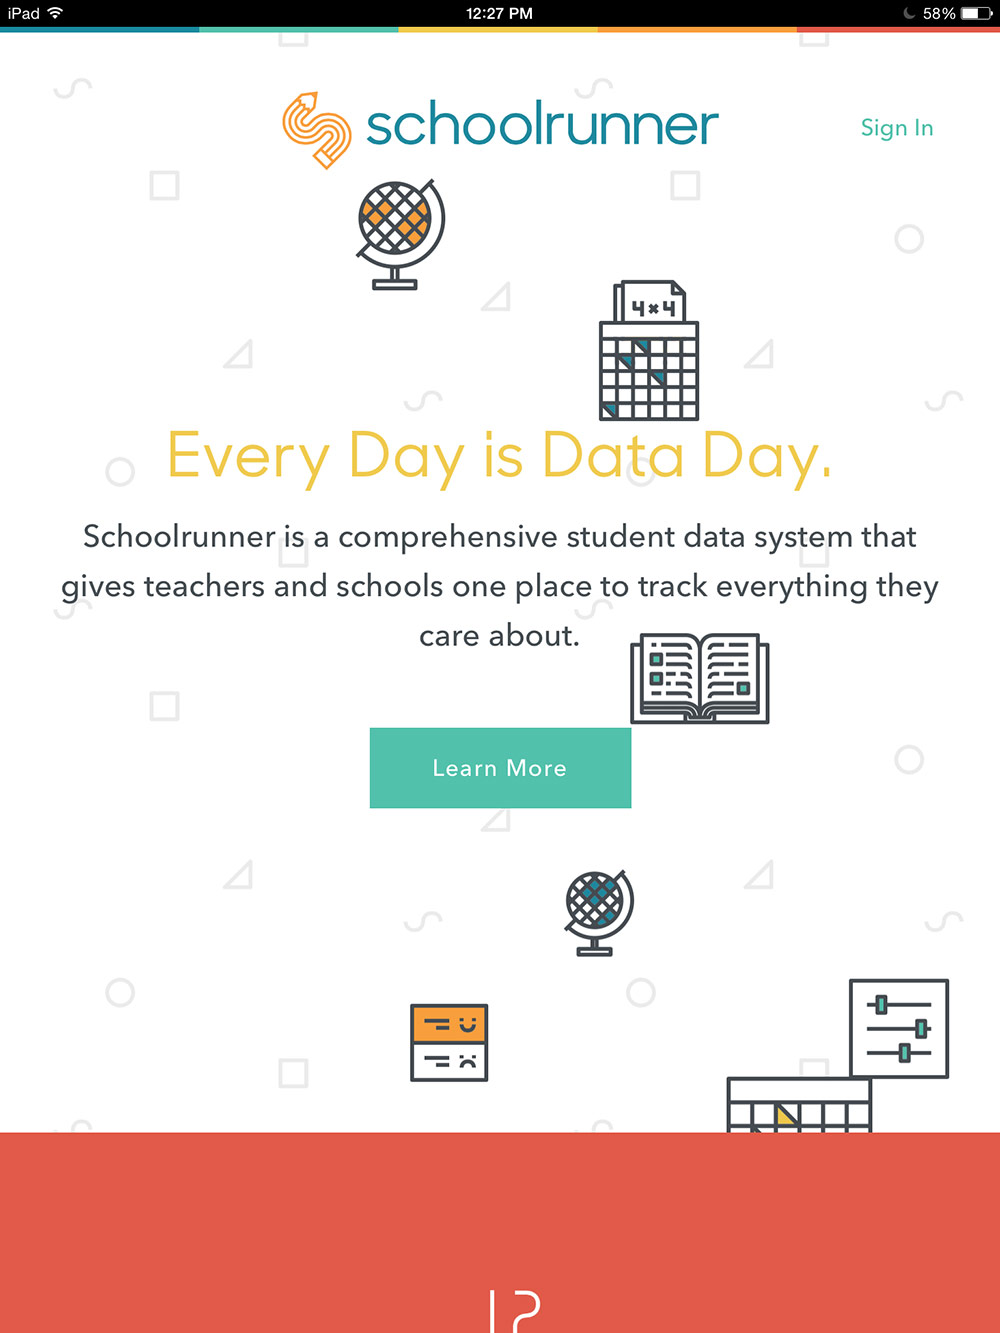 iPad 12:27 PM 58%
schoolrunner
Sign In
4×4
Every Day is Data Day.
Schoolrunner is a comprehensive student data system that
gives teachers and schools one place to track everything they
care about.
Learn More